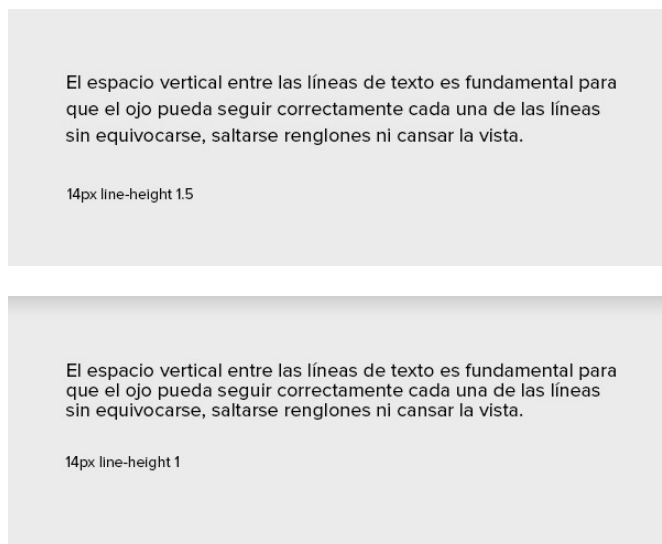 El espacio vertical entre las líneas de texto es fundamental para
que el ojo pueda seguir correctamente cada una de las líneas
sin equivocarse, saltarse renglones ni cansar la vista.
14px line-height 1.5
El espacio vertical entre las líneas de texto es fundamental para
que el ojo pueda seguir correctamente cada una de las líneas
sin equivocarse, saltarse renglones ni cansar la vista.
14px line-height 1